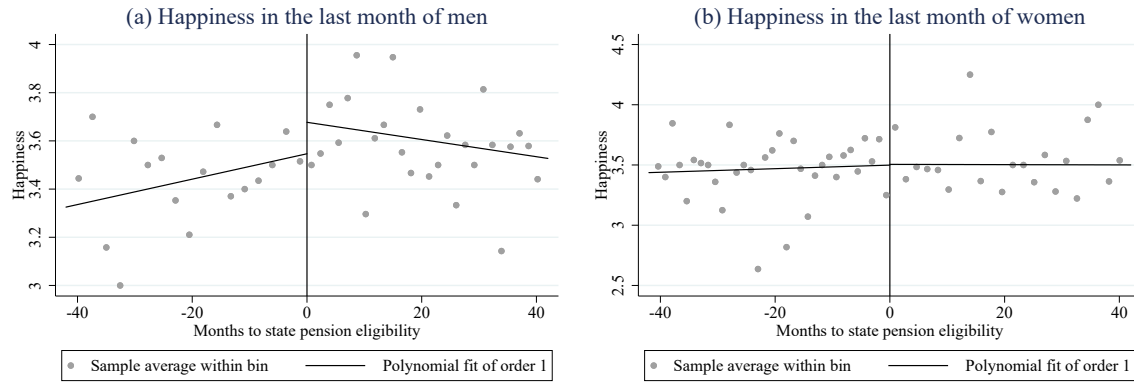 (a) Happiness in the last month of men
Happiness
4
3.8
3.6
3.4
3.2
3
-40 -20 0 20 40
Months to state pension eligibility
Sample average within bin Polynomial fit of order 1
(b) Happiness in the last month of women
Happiness
4.5
4
3.5
3
2.5
-40 -20 0 20 40
Months to state pension eligibility
Sample average within bin Polynomial fit of order 1